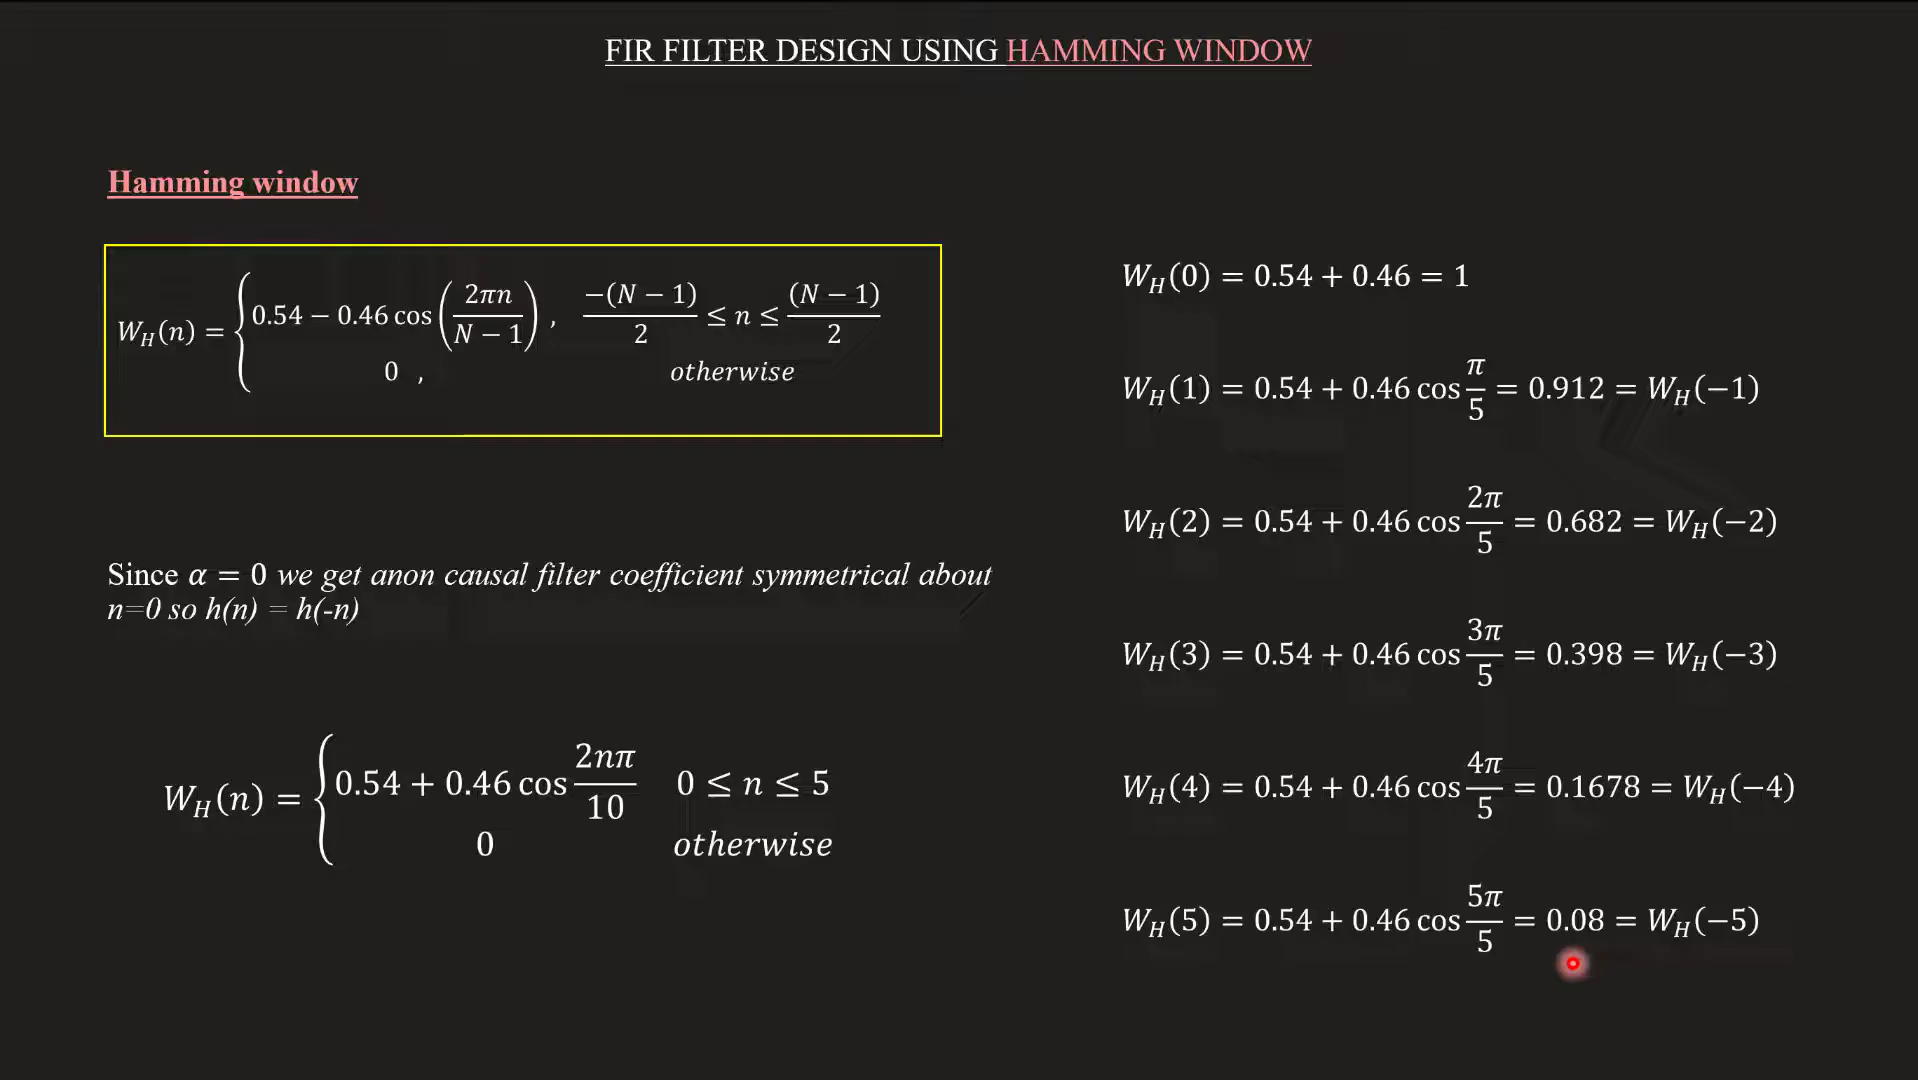 FIR FILTER DESIGN USING HAMMING WINDOW
Hamming window
W_H(n) = { 0.54 − 0.46 cos(2πn / (N − 1)) , −(N − 1)/2 ≤ n ≤ (N − 1)/2
0 , otherwise
Since α = 0 we get anon causal filter coefficient symmetrical about
n=0 so h(n) = h(-n)
W_H(n) = { 0.54 + 0.46 cos 2nπ/10 0 ≤ n ≤ 5
0 otherwise
W_H(0) = 0.54 + 0.46 = 1
W_H(1) = 0.54 + 0.46 cos π/5 = 0.912 = W_H(−1)
W_H(2) = 0.54 + 0.46 cos 2π/5 = 0.682 = W_H(−2)
W_H(3) = 0.54 + 0.46 cos 3π/5 = 0.398 = W_H(−3)
W_H(4) = 0.54 + 0.46 cos 4π/5 = 0.1678 = W_H(−4)
W_H(5) = 0.54 + 0.46 cos 5π/5 = 0.08 = W_H(−5)